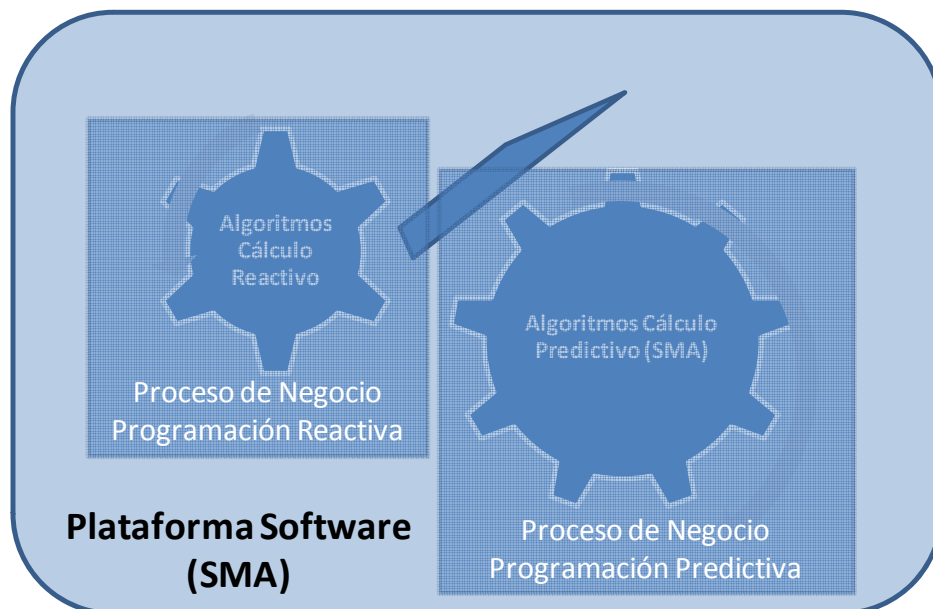 Algoritmos
Cálculo
Reactivo
Proceso de Negocio
Programación Reactiva
Algoritmos Cálculo
Predictivo (SMA)
Proceso de Negocio
Programación Predictiva
Plataforma Software
(SMA)